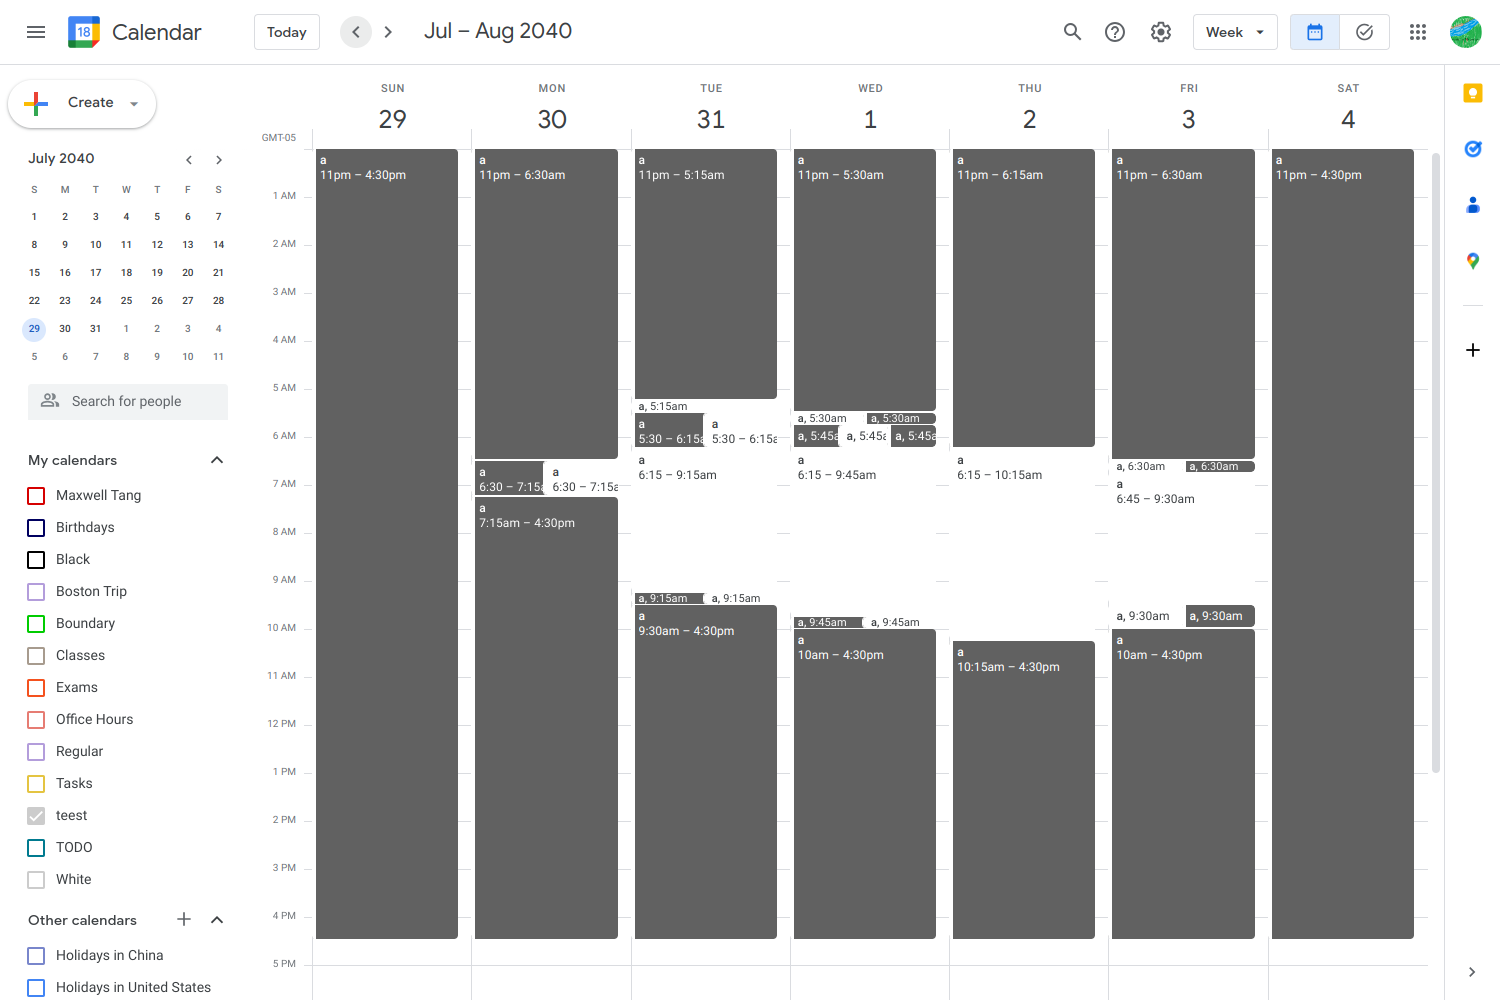 18 Calendar Today Jul – Aug 2040 Week
Create
July 2040
S M T W T F S
1 2 3 4 5 6 7
8 9 10 11 12 13 14
15 16 17 18 19 20 21
22 23 24 25 26 27 28
29 30 31 1 2 3 4
5 6 7 8 9 10 11
Search for people
My calendars
Maxwell Tang
Birthdays
Black
Boston Trip
Boundary
Classes
Exams
Office Hours
Regular
Tasks
teest
TODO
White
Other calendars
Holidays in China
Holidays in United States
SUN MON TUE WED THU FRI SAT
29 30 31 1 2 3 4
GMT-05
1 AM
2 AM
3 AM
4 AM
5 AM
6 AM
7 AM
8 AM
9 AM
10 AM
11 AM
12 PM
1 PM
2 PM
3 PM
4 PM
5 PM
a
11pm – 4:30pm
a
11pm – 6:30am
a
6:30 – 7:15a
a
6:30 – 7:15a
a
7:15am – 4:30pm
a
11pm – 5:15am
a, 5:15am
a
5:30 – 6:15a
a
5:30 – 6:15a
a
6:15 – 9:15am
a, 9:15am
a, 9:15am
a
9:30am – 4:30pm
a
11pm – 5:30am
a, 5:30am
a, 5:30am
a, 5:45a
a, 5:45a
a, 5:45a
a
6:15 – 9:45am
a, 9:45am
a, 9:45am
a
10am – 4:30pm
a
11pm – 6:15am
a
6:15 – 10:15am
a
10:15am – 4:30pm
a
11pm – 6:30am
a, 6:30am
a, 6:30am
a
6:45 – 9:30am
a, 9:30am
a, 9:30am
a
10am – 4:30pm
a
11pm – 4:30pm